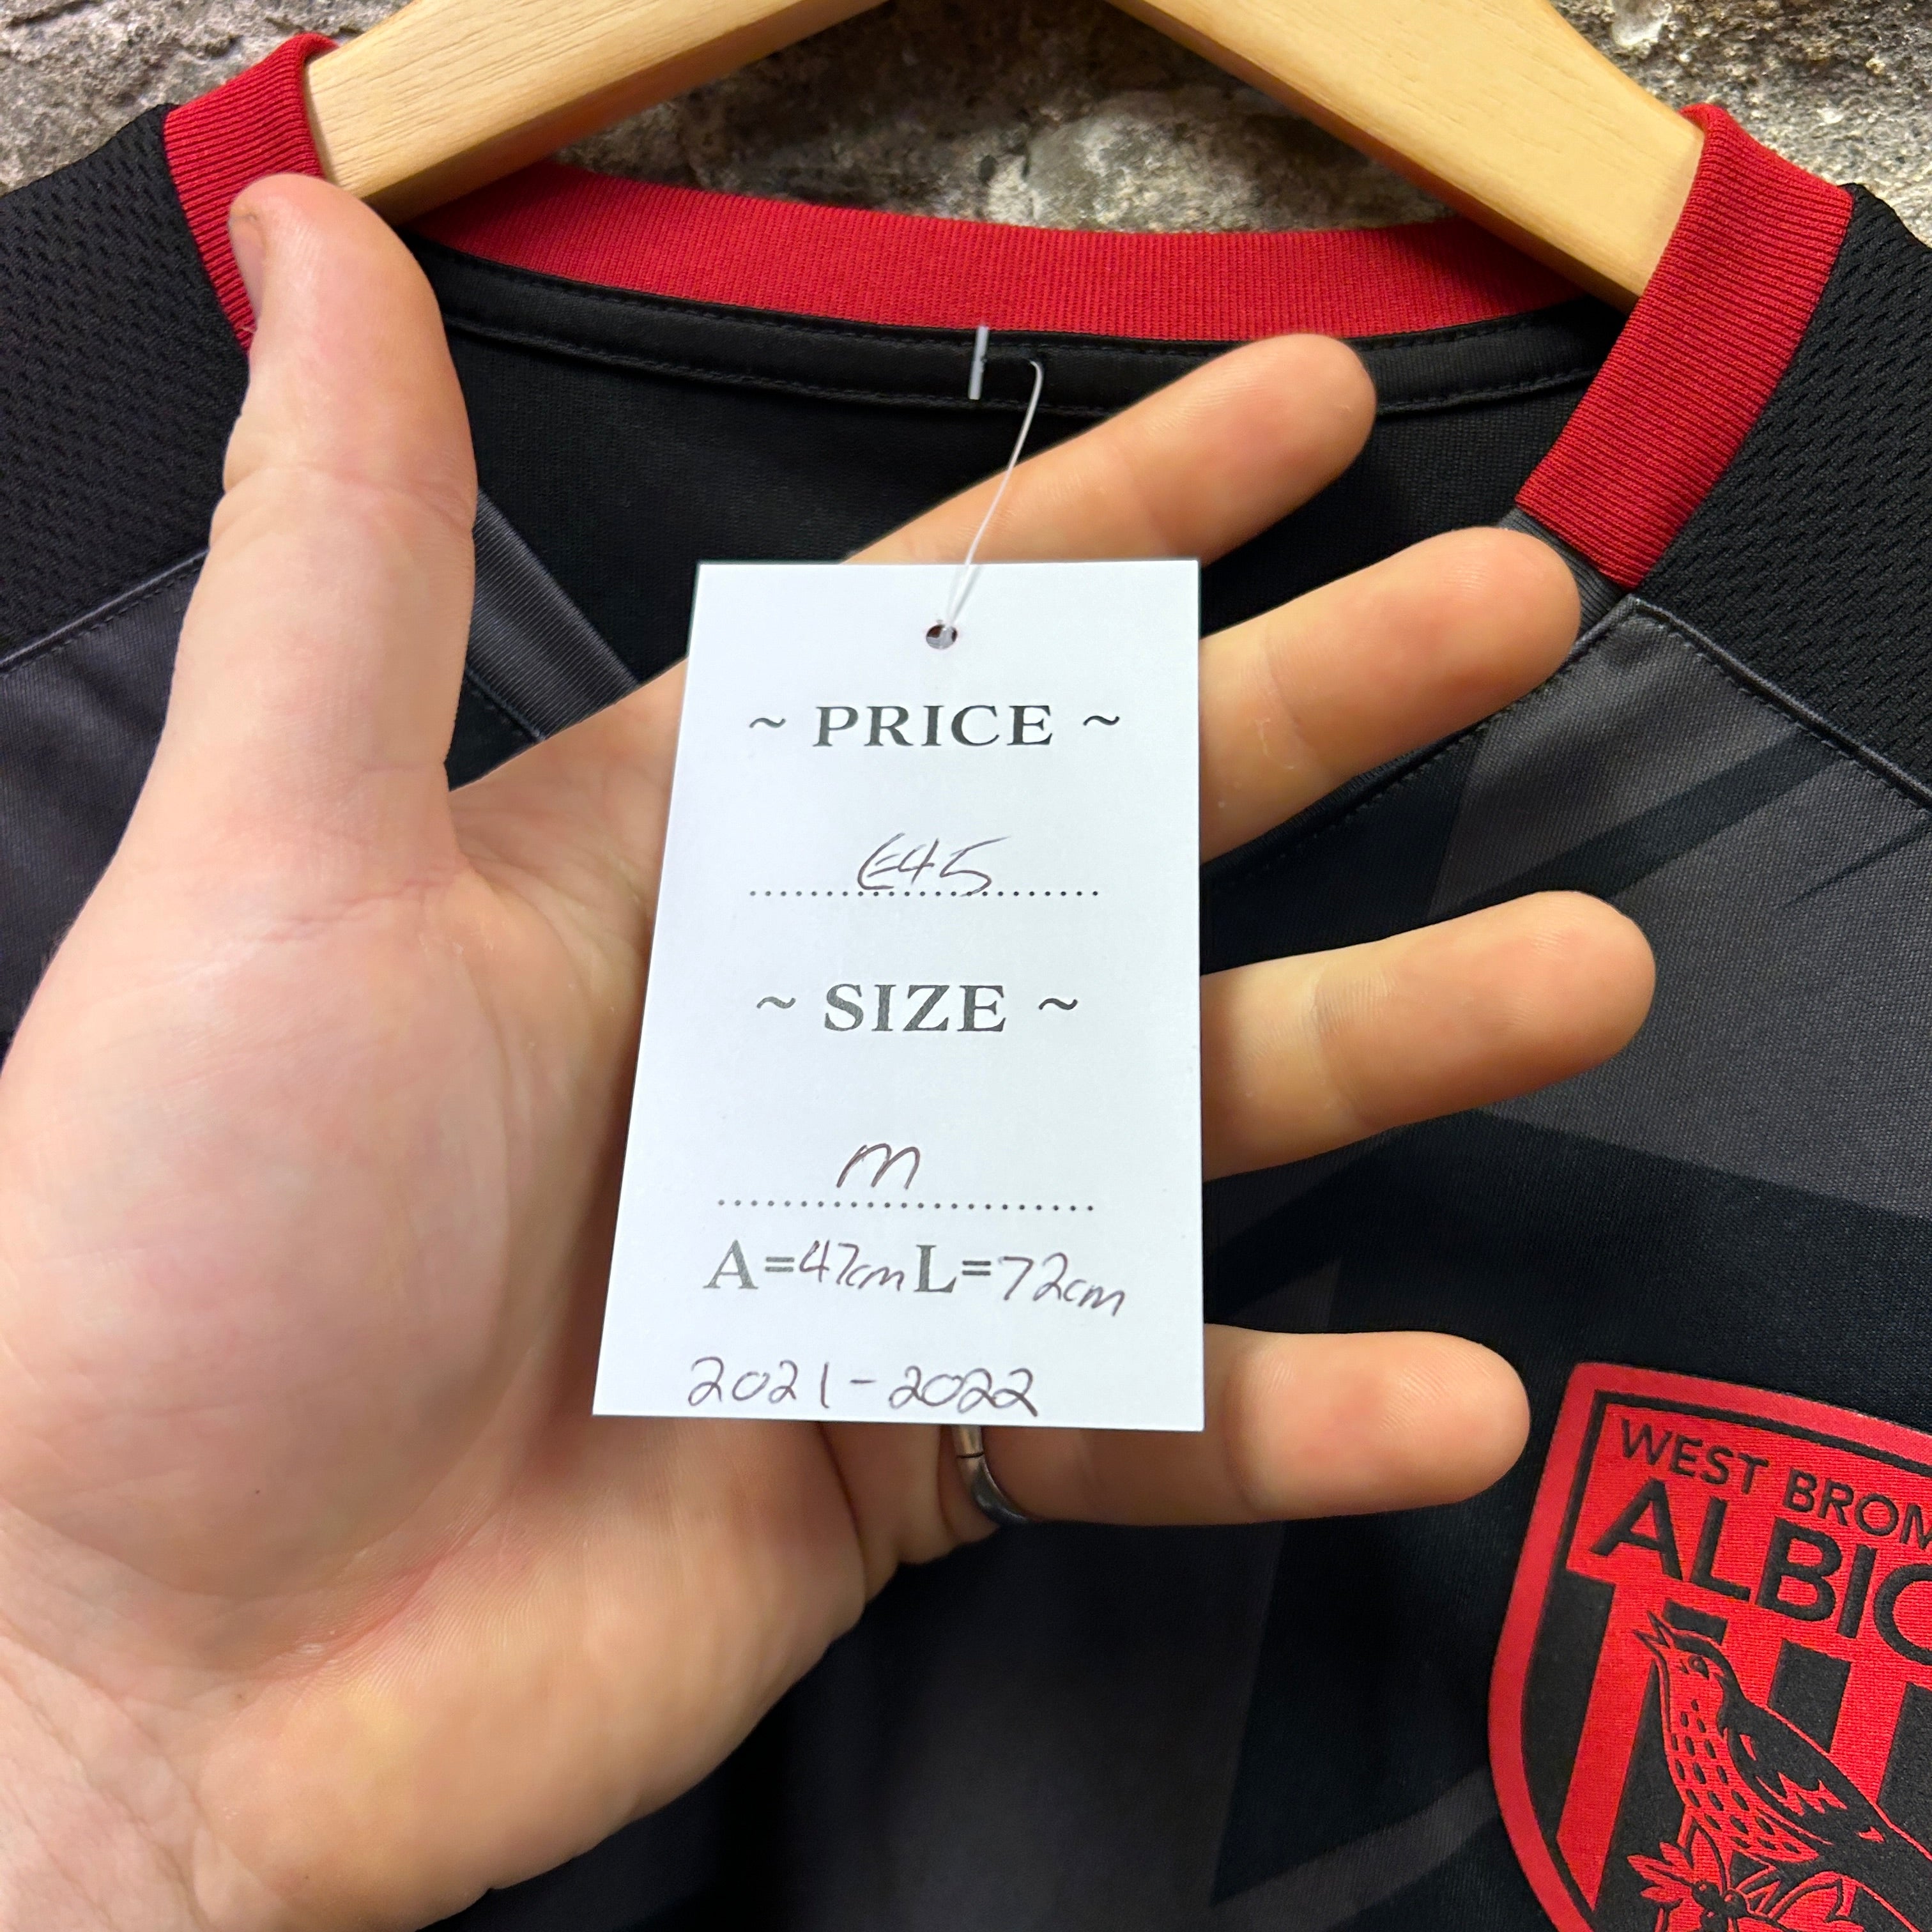 ~ PRICE ~
€45
~ SIZE ~
M
A=47cm L=72cm
2021-2022
WEST BROM
ALBIO